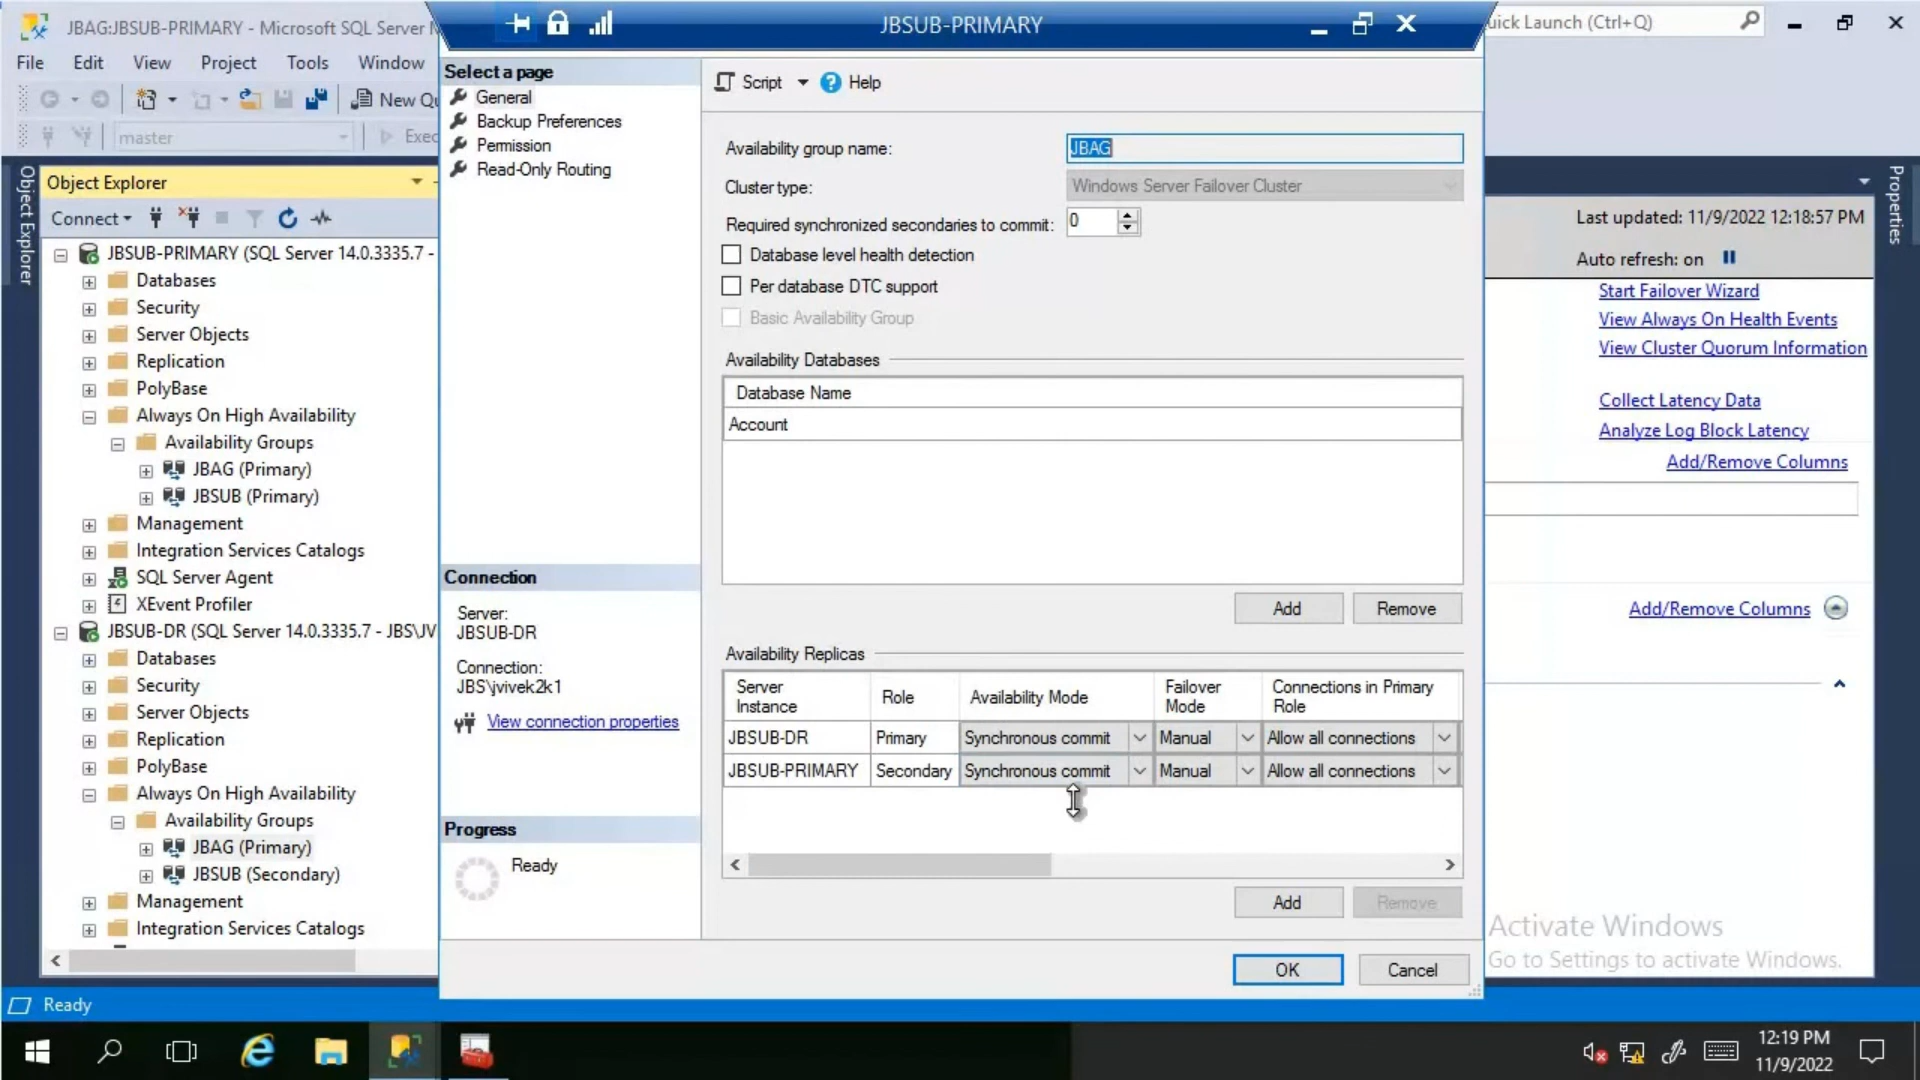 JBAG:JBSUB-PRIMARY - Microsoft SQL Server M
JBSUB-PRIMARY
uick Launch (Ctrl+Q)
File Edit View Project Tools Window
New Qu
master
Exec
Object Explorer
Object Explorer
Connect
JBSUB-PRIMARY (SQL Server 14.0.3335.7 -
Databases
Security
Server Objects
Replication
PolyBase
Always On High Availability
Availability Groups
JBAG (Primary)
JBSUB (Primary)
Management
Integration Services Catalogs
SQL Server Agent
XEvent Profiler
JBSUB-DR (SQL Server 14.0.3335.7 - JBS\JV
Databases
Security
Server Objects
Replication
PolyBase
Always On High Availability
Availability Groups
JBAG (Primary)
JBSUB (Secondary)
Management
Integration Services Catalogs
Select a page
General
Backup Preferences
Permission
Read-Only Routing
Connection
Server:
JBSUB-DR
Connection:
JBS\jvivek2k1
View connection properties
Progress
Ready
Script Help
Availability group name: JBAG
Cluster type: Windows Server Failover Cluster
Required synchronized secondaries to commit: 0
Database level health detection
Per database DTC support
Basic Availability Group
Availability Databases
Database Name
Account
Add Remove
Availability Replicas
Server Instance Role Availability Mode Failover Mode Connections in Primary Role
JBSUB-DR Primary Synchronous commit Manual Allow all connections
JBSUB-PRIMARY Secondary Synchronous commit Manual Allow all connections
Add Remove
OK Cancel
Properties
Last updated: 11/9/2022 12:18:57 PM
Auto refresh: on
Start Failover Wizard
View Always On Health Events
View Cluster Quorum Information
Collect Latency Data
Analyze Log Block Latency
Add/Remove Columns
Add/Remove Columns
Activate Windows
Go to Settings to activate Windows.
Ready
12:19 PM
11/9/2022